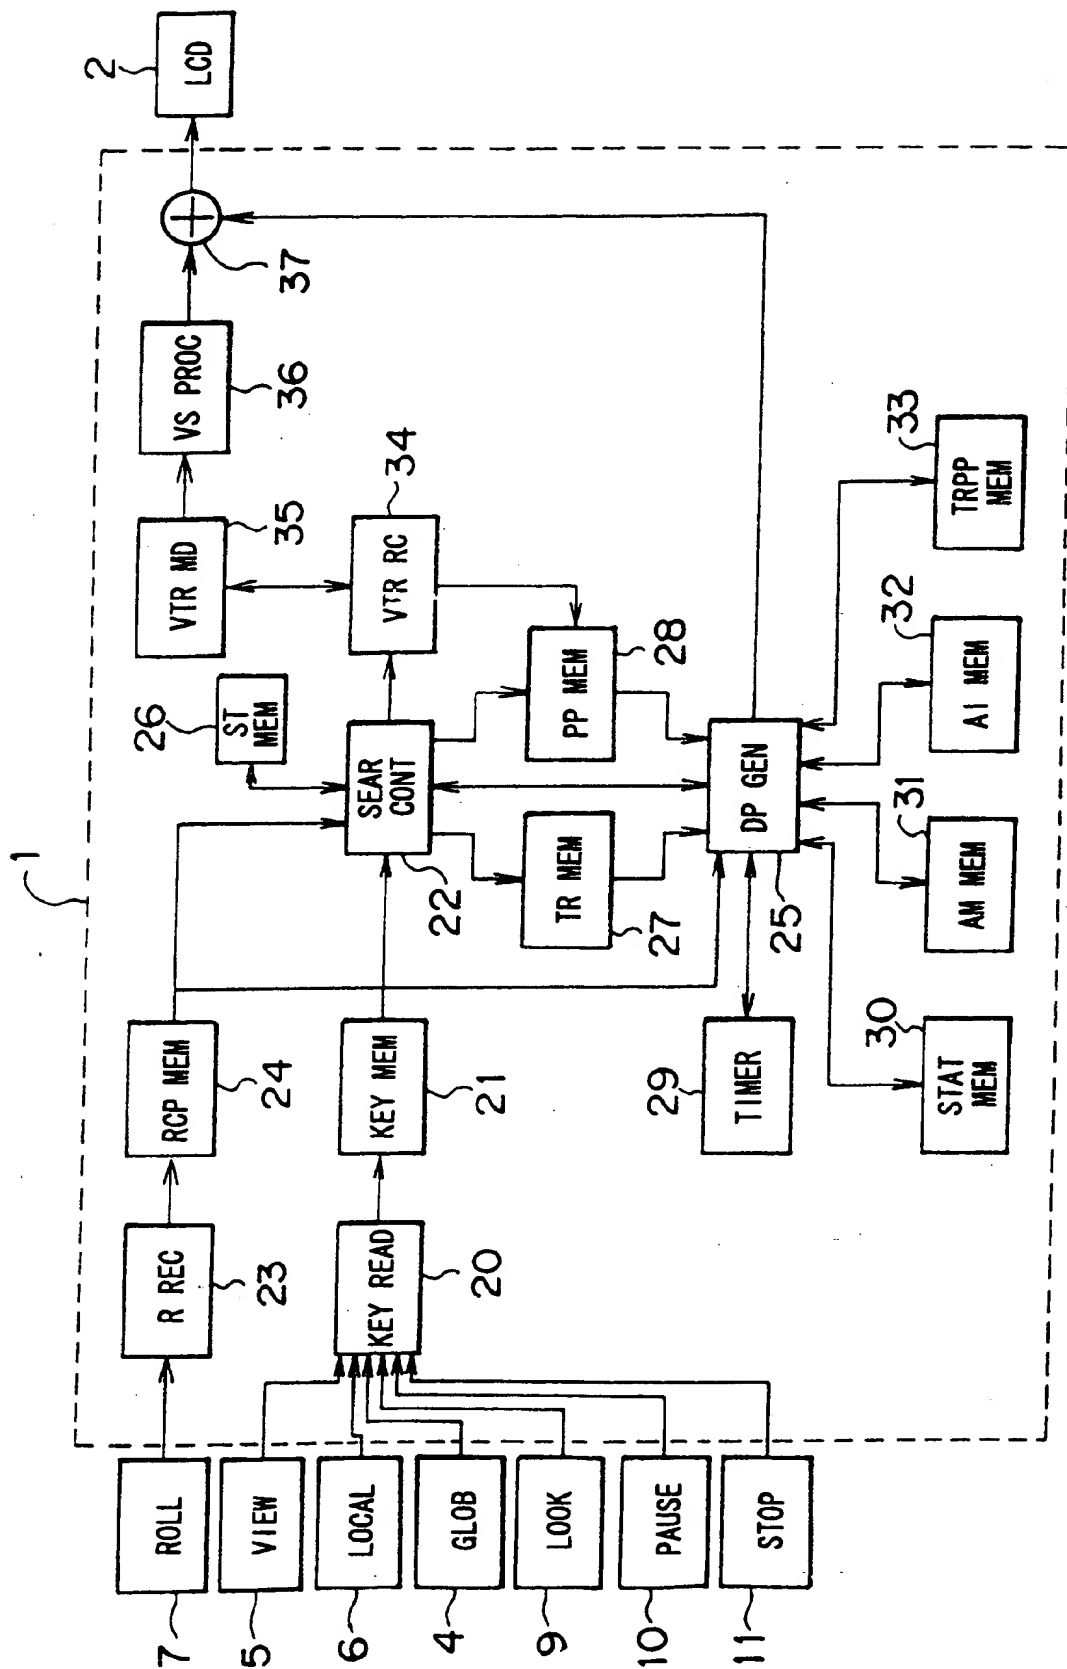 1
2
LCD
37
VS PROC
36
VTR MD
35
VTR RC
34
ST MEM
26
SEAR CONT
22
PP MEM
28
TR MEM
27
DP GEN
25
RCP MEM
24
KEY MEM
21
R REC
23
KEY READ
20
TIMER
29
STAT MEM
30
AM MEM
31
AI MEM
32
TRPP MEM
33
ROLL
7
VIEW
5
LOCAL
6
GLOB
4
LOOK
9
PAUSE
10
STOP
11